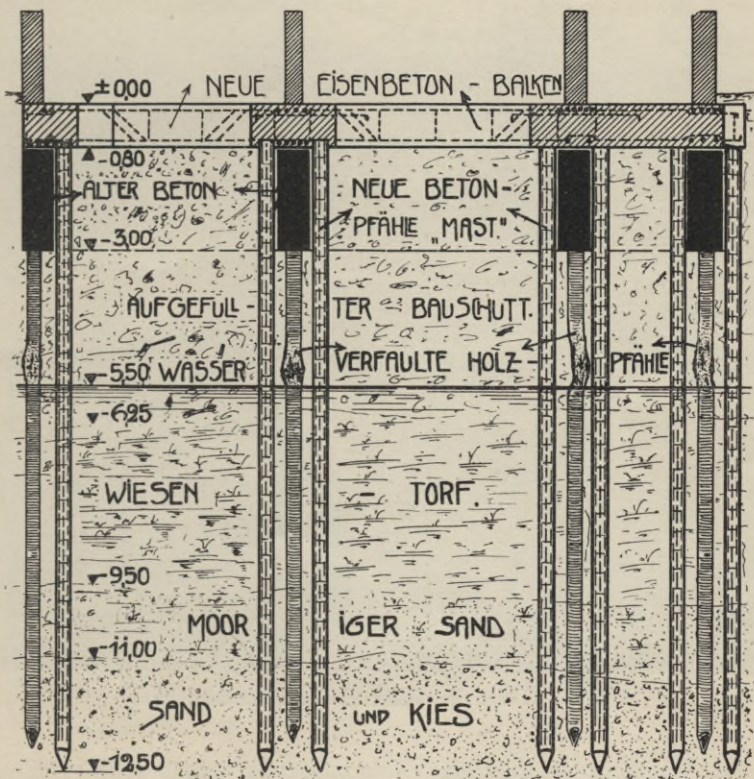 ± 0,00 NEUE EISENBETON - BALKEN
-0,80
ALTER BETON NEUE BETON-
PFÄHLE "MAST."
-3,00
AUFGEFÜLL- TER BAUSCHUTT.
VERFAULTE HOLZ- PFÄHLE
-5,50 WASSER
-6,25
WIESEN - TORF.
-9,50
MOOR IGER SAND
-11,00
SAND UND KIES
-12,50